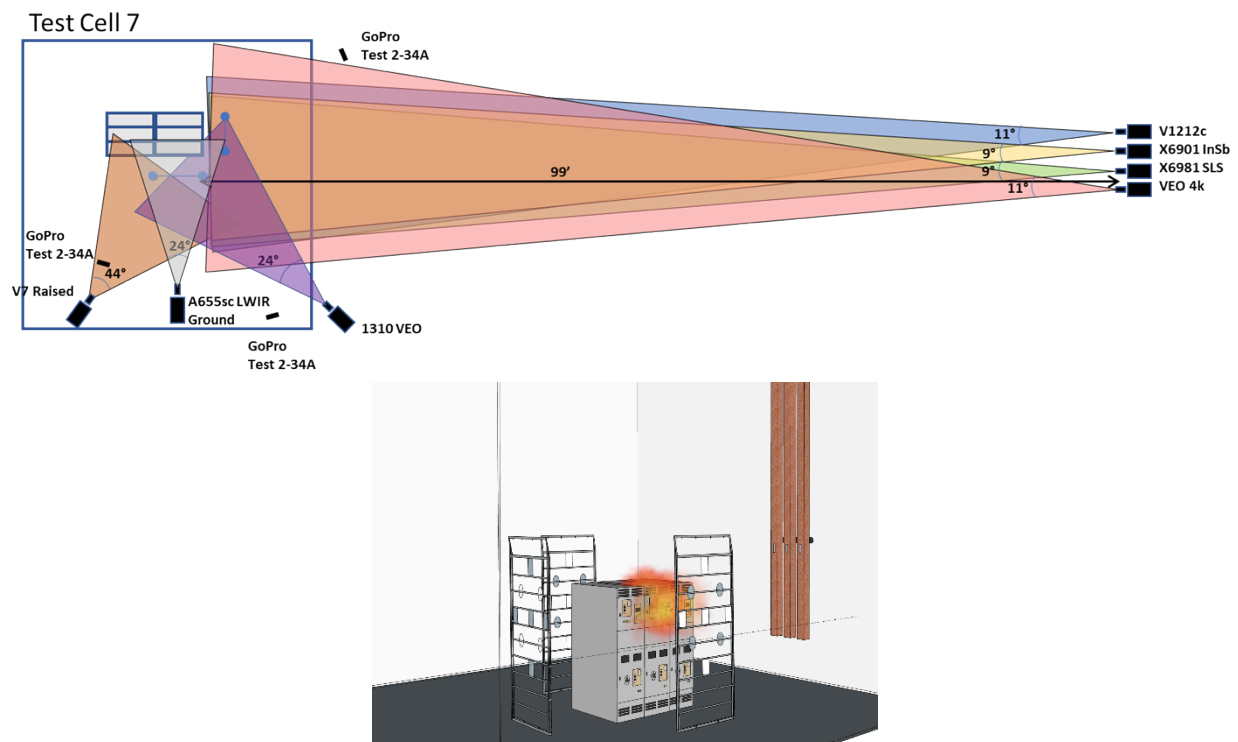 Test Cell 7
GoPro
Test 2-34A
11°
V1212c
9°
X6901 InSb
99’
9°
X6981 SLS
11°
VEO 4k
GoPro
Test 2-34A
24°
24°
44°
V7 Raised
A655sc LWIR
Ground
1310 VEO
GoPro
Test 2-34A